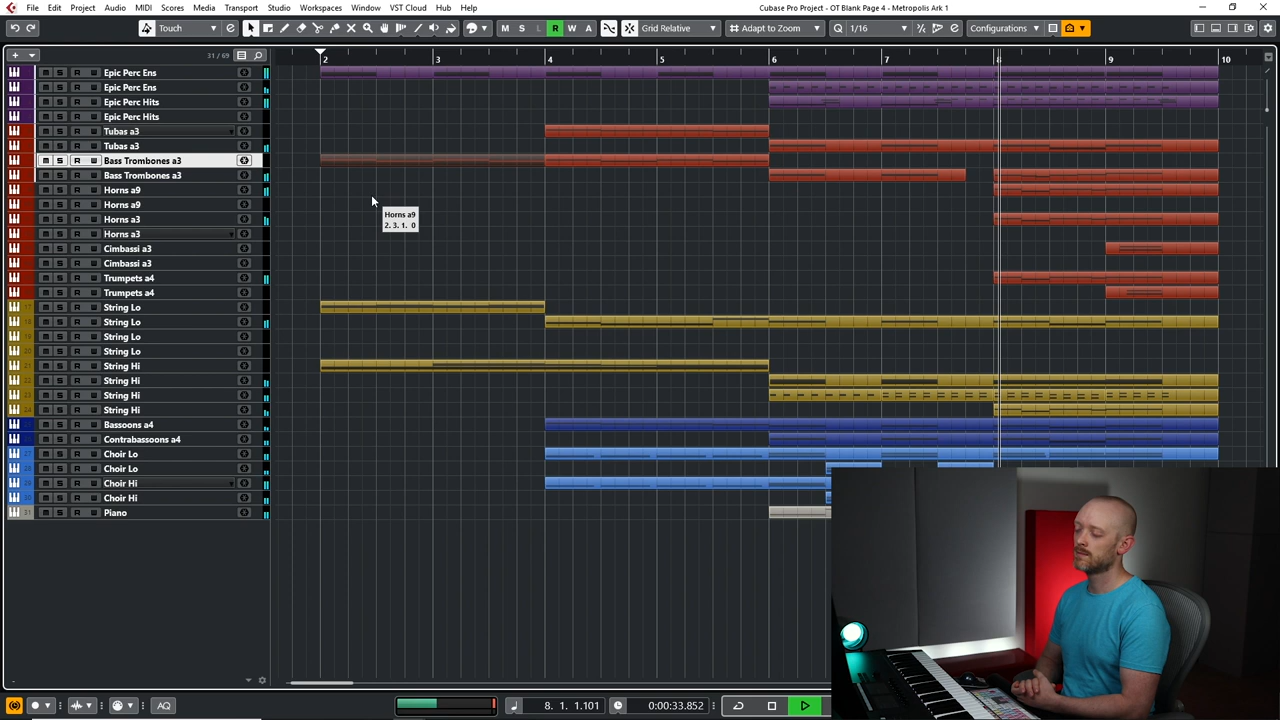 File Edit Project Audio MIDI Scores Media Transport Studio Workspaces Window VST Cloud Hub Help
Cubase Pro Project - OT Blank Page 4 - Metropolis Ark 1
Touch M S L R W A Grid Relative Adapt to Zoom Q 1/16 Configurations
31 / 69
2 3 4 5 6 7 8 9 10
m S R W Epic Perc Ens
m S R W Epic Perc Ens
m S R W Epic Perc Hits
m S R W Epic Perc Hits
m S R W Tubas a3
m S R W Tubas a3
m S R W Bass Trombones a3
m S R W Bass Trombones a3
m S R W Horns a9
m S R W Horns a9
m S R W Horns a3
m S R W Horns a3
m S R W Cimbassi a3
m S R W Cimbassi a3
m S R W Trumpets a4
m S R W Trumpets a4
m S R W String Lo
m S R W String Lo
m S R W String Lo
m S R W String Lo
m S R W String Hi
m S R W String Hi
m S R W String Hi
m S R W String Hi
m S R W Bassoons a4
m S R W Contrabassoons a4
m S R W Choir Lo
m S R W Choir Lo
m S R W Choir Hi
m S R W Choir Hi
m S R W Piano
Horns a9
2. 3. 1. 0
AQ 8. 1. 1.101 0:00:33.852